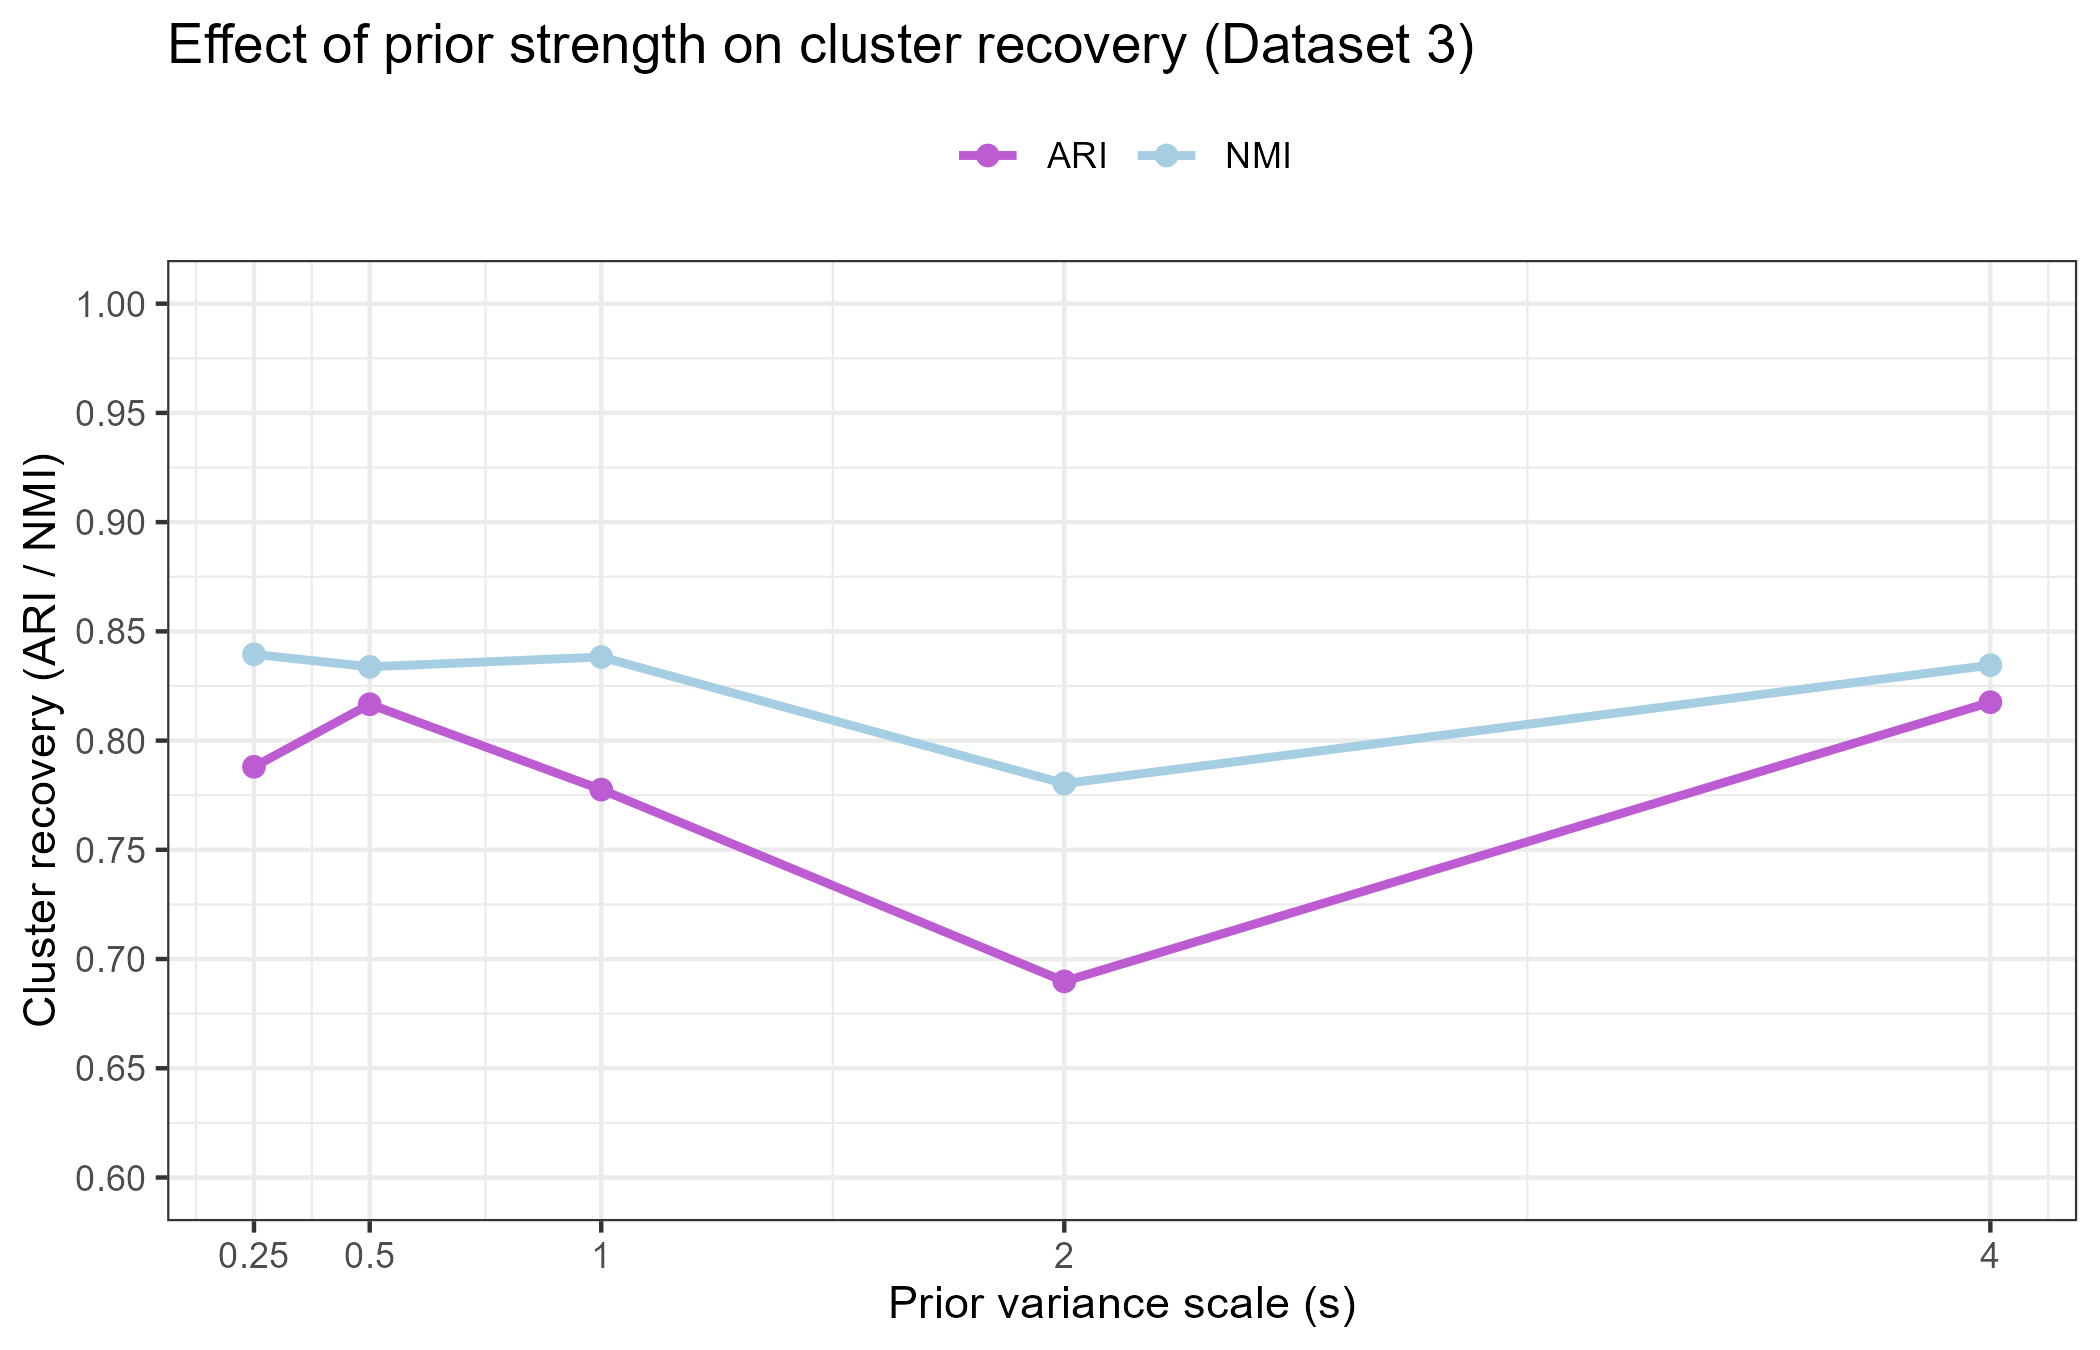 Effect of prior strength on cluster recovery (Dataset 3)
ARI NMI
Cluster recovery (ARI / NMI)
1.00
0.95
0.90
0.85
0.80
0.75
0.70
0.65
0.60
0.25 0.5 1 2 4
Prior variance scale (s)